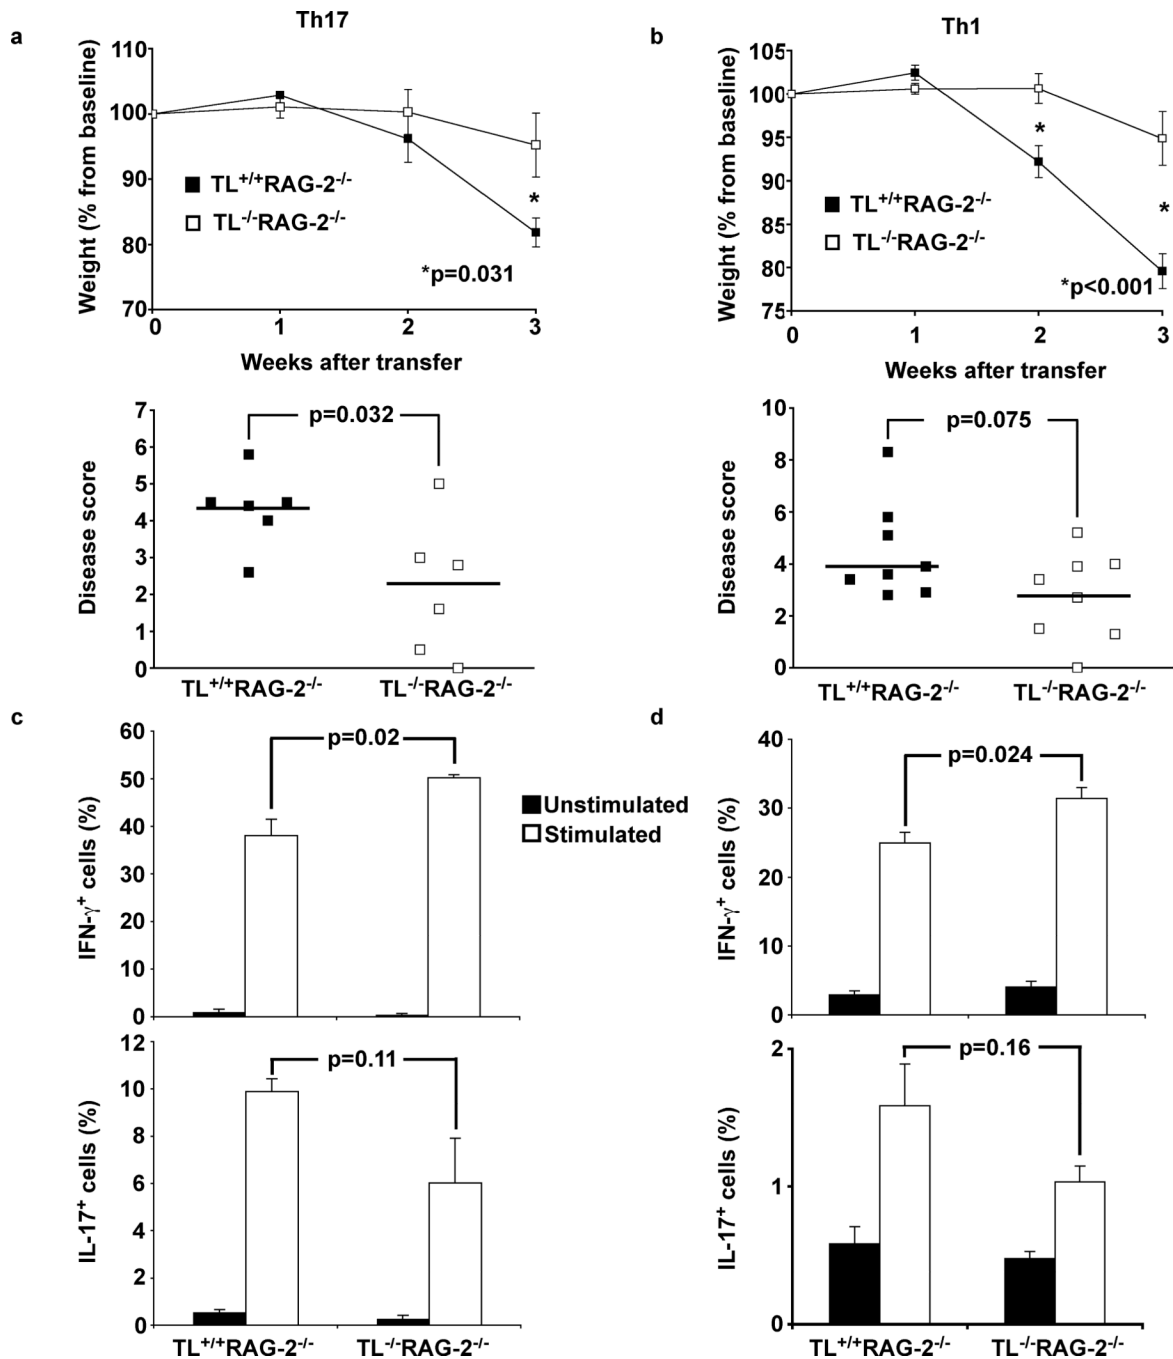 Th17
a
Weight (% from baseline)
110
100
90
80
70
TL+/+RAG-2-/-
TL-/-RAG-2-/-
*
*p=0.031
0
1
2
3
Weeks after transfer
Th1
b
Weight (% from baseline)
105
100
95
90
85
80
75
*
*
TL+/+RAG-2-/-
TL-/-RAG-2-/-
*p<0.001
0
1
2
3
Weeks after transfer
Disease score
7
6
5
4
3
2
1
0
p=0.032
TL+/+RAG-2-/-
TL-/-RAG-2-/-
Disease score
10
8
6
4
2
0
p=0.075
TL+/+RAG-2-/-
TL-/-RAG-2-/-
c
IFN-γ+ cells (%)
60
50
40
30
20
10
0
p=0.02
Unstimulated
Stimulated
d
IFN-γ+ cells (%)
40
30
20
10
0
p=0.024
IL-17+ cells (%)
12
10
8
6
4
2
0
p=0.11
TL+/+RAG-2-/-
TL-/-RAG-2-/-
IL-17+ cells (%)
2
1
0
p=0.16
TL+/+RAG-2-/-
TL-/-RAG-2-/-